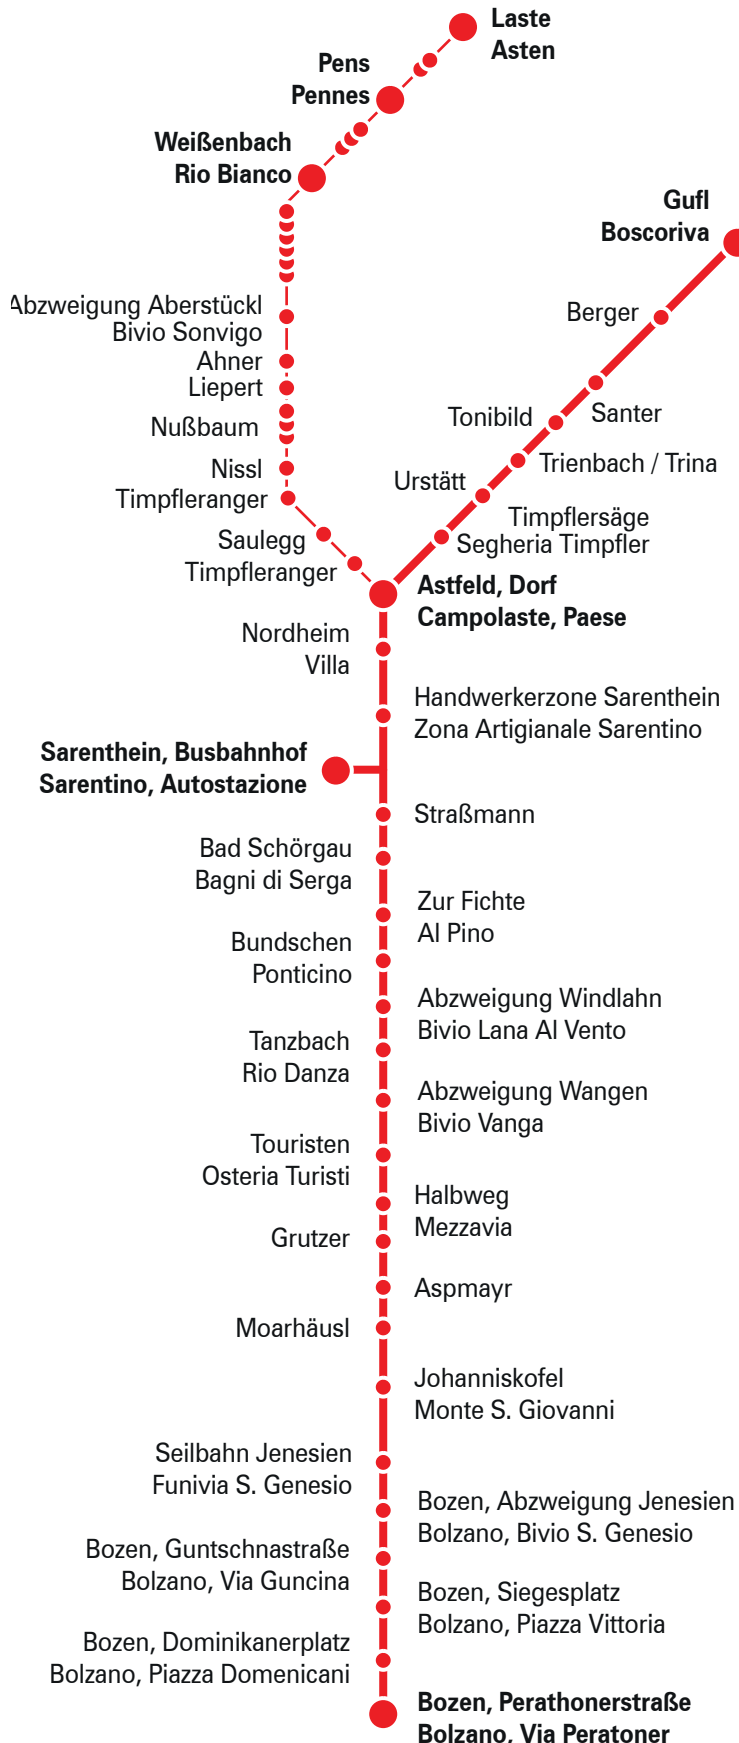 Laste
Asten
Pens
Pennes
Weißenbach
Rio Bianco
Gufl
Boscoriva
Abzweigung Aberstückl
Bivio Sonvigo
Berger
Ahner
Liepert
Santer
Tonibild
Nußbaum
Trienbach / Trina
Nissl
Urstätt
Timpfleranger
Timpflersäge
Segheria Timpfler
Saulegg
Timpfleranger
Astfeld, Dorf
Campolaste, Paese
Nordheim
Villa
Handwerkerzone Sarenthein
Zona Artigianale Sarentino
Sarenthein, Busbahnhof
Sarentino, Autostazione
Straßmann
Bad Schörgau
Bagni di Serga
Zur Fichte
Al Pino
Bundschen
Ponticino
Abzweigung Windlahn
Bivio Lana Al Vento
Tanzbach
Rio Danza
Abzweigung Wangen
Bivio Vanga
Touristen
Osteria Turisti
Halbweg
Mezzavia
Grutzer
Aspmayr
Moarhäusl
Johanniskofel
Monte S. Giovanni
Seilbahn Jenesien
Funivia S. Genesio
Bozen, Abzweigung Jenesien
Bolzano, Bivio S. Genesio
Bozen, Guntschnastraße
Bolzano, Via Guncina
Bozen, Siegesplatz
Bolzano, Piazza Vittoria
Bozen, Dominikanerplatz
Bolzano, Piazza Domenicani
Bozen, Perathonerstraße
Bolzano, Via Peratoner